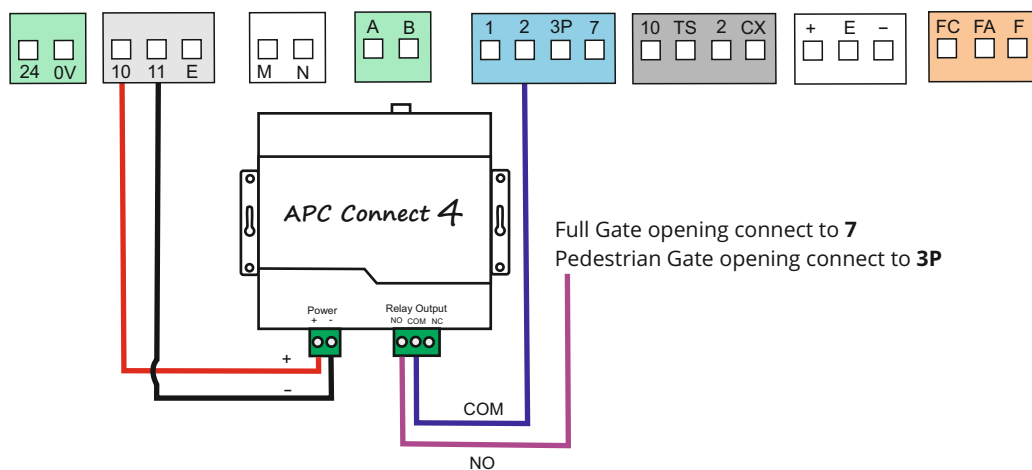 A B 1 2 3P 7 10 TS 2 CX + E – FC FA F
24 0V 10 11 E M N
APC Connect 4
Full Gate opening connect to 7
Pedestrian Gate opening connect to 3P
Power Relay Output
+ - NO COM NC
+
–
COM
NO